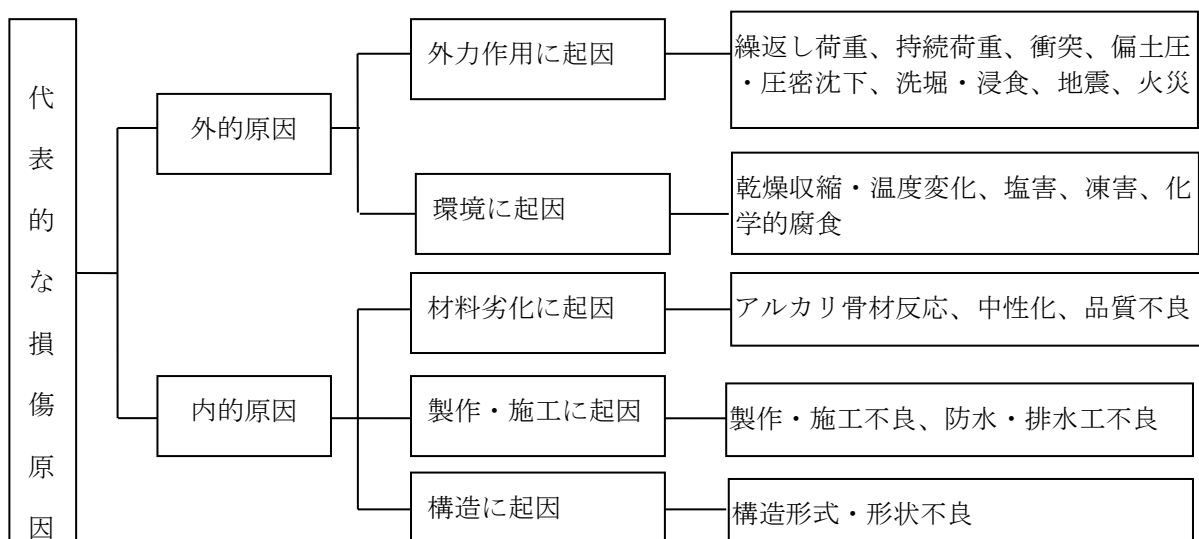 代表的な損傷原因
外的原因
外力作用に起因
繰返し荷重、持続荷重、衝突、偏土圧
・圧密沈下、洗堀・浸食、地震、火災
環境に起因
乾燥収縮・温度変化、塩害、凍害、化
学的腐食
内的原因
材料劣化に起因
アルカリ骨材反応、中性化、品質不良
製作・施工に起因
製作・施工不良、防水・排水工不良
構造に起因
構造形式・形状不良